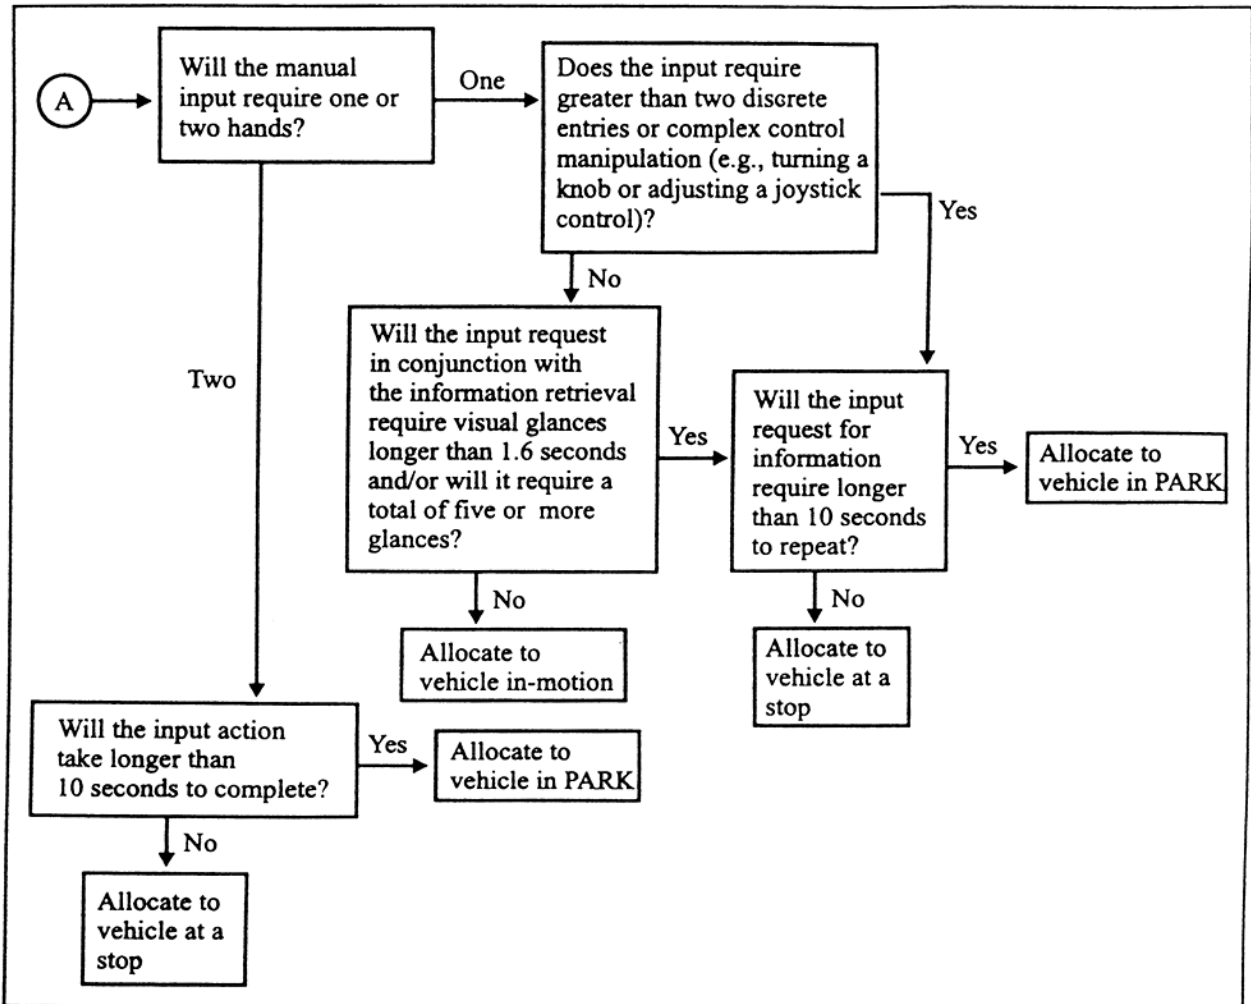 A
Will the manual
input require one or
two hands?
One
Does the input require
greater than two discrete
entries or complex control
manipulation (e.g., turning a
knob or adjusting a joystick
control)?
Yes
No
Two
Will the input request
in conjunction with
the information retrieval
require visual glances
longer than 1.6 seconds
and/or will it require a
total of five or more
glances?
Yes
Will the input
request for
information
require longer
than 10 seconds
to repeat?
Yes
Allocate to
vehicle in PARK
No
Allocate to
vehicle in-motion
No
Allocate to
vehicle at a
stop
Will the input action
take longer than
10 seconds to complete?
Yes
Allocate to
vehicle in PARK
No
Allocate to
vehicle at a
stop